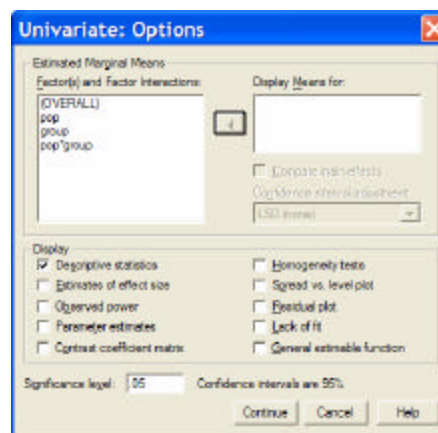 Univariate: Options
Estimated Marginal Means
Factor(s) and Factor Interactions:
(OVERALL)
pop
group
pop*group
Display Means for:
Compare main effects
Confidence interval adjustment:
LSD (none)
Display
Descriptive statistics
Estimates of effect size
Observed power
Parameter estimates
Contrast coefficient matrix
Homogeneity tests
Spread vs. level plot
Residual plot
Lack of fit
General estimable function
Significance level: .05 Confidence intervals are 95%
Continue Cancel Help